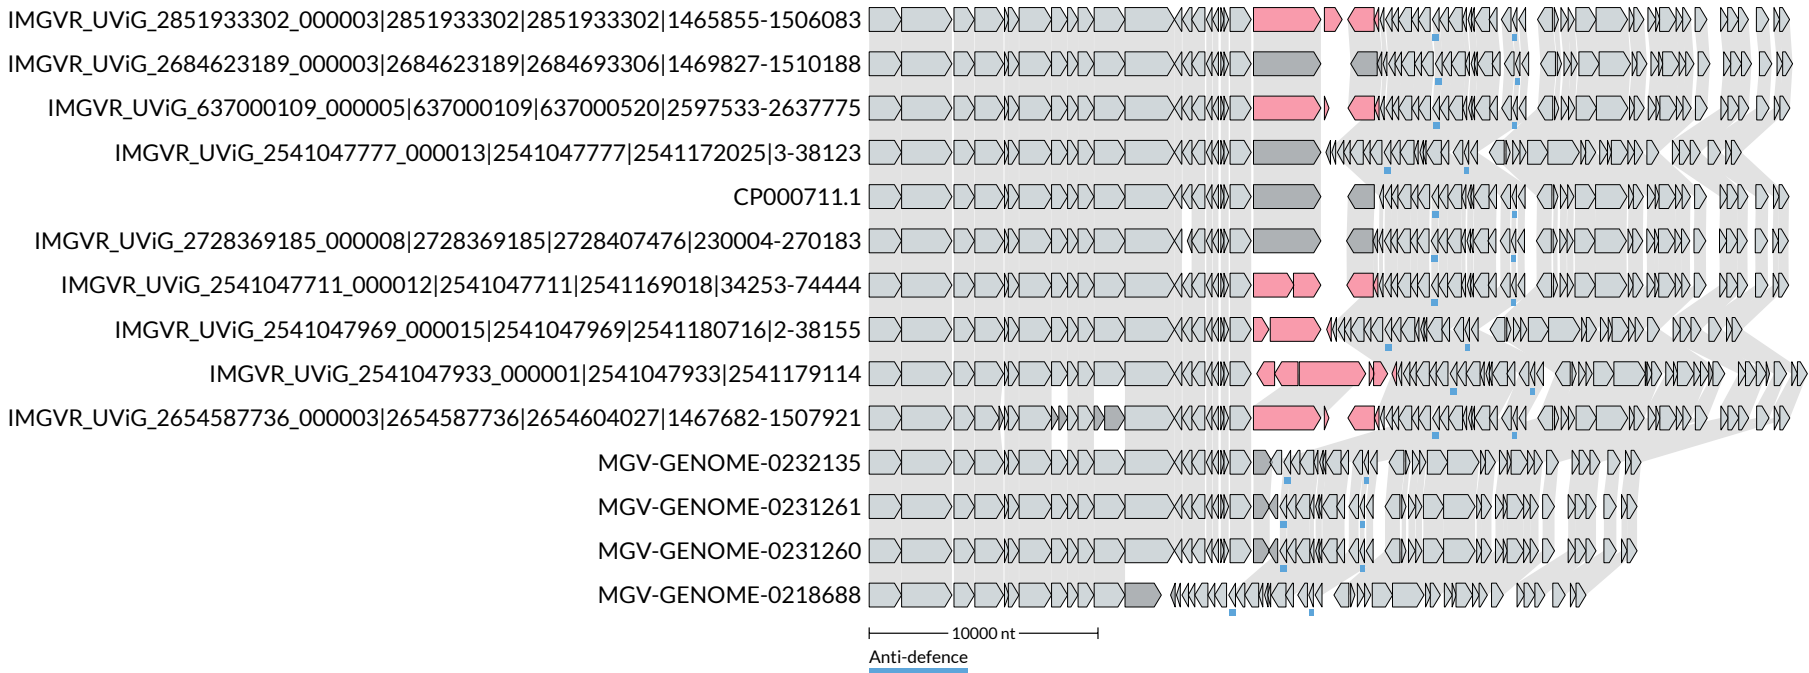 IMGVR_UViG_2851933302_000003|2851933302|2851933302|1465855-1506083
IMGVR_UViG_2684623189_000003|2684623189|2684693306|1469827-1510188
IMGVR_UViG_637000109_000005|637000109|637000520|2597533-2637775
IMGVR_UViG_2541047777_000013|2541047777|2541172025|3-38123
CP000711.1
IMGVR_UViG_2728369185_000008|2728369185|2728407476|230004-270183
IMGVR_UViG_2541047711_000012|2541047711|2541169018|34253-74444
IMGVR_UViG_2541047969_000015|2541047969|2541180716|2-38155
IMGVR_UViG_2541047933_000001|2541047933|2541179114
IMGVR_UViG_2654587736_000003|2654587736|2654604027|1467682-1507921
MGV-GENOME-0232135
MGV-GENOME-0231261
MGV-GENOME-0231260
MGV-GENOME-0218688
10000 nt
Anti-defence